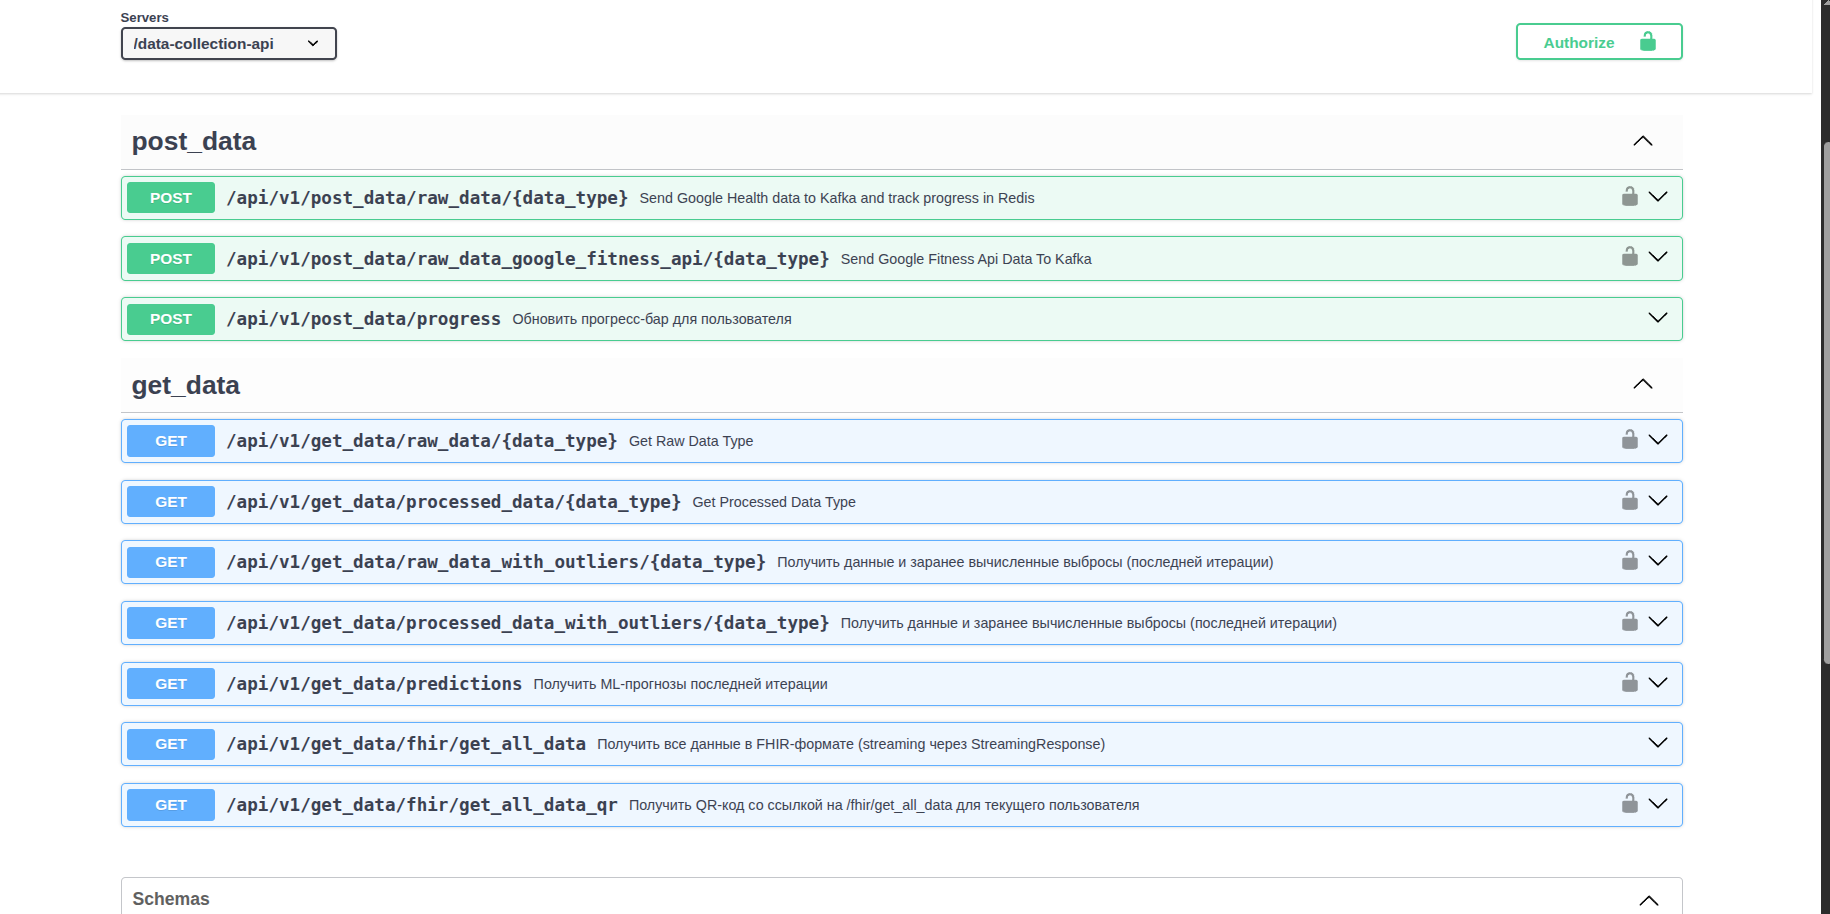 Servers
/data-collection-api
Authorize
post_data
POST /api/v1/post_data/raw_data/{data_type} Send Google Health data to Kafka and track progress in Redis
POST /api/v1/post_data/raw_data_google_fitness_api/{data_type} Send Google Fitness Api Data To Kafka
POST /api/v1/post_data/progress Обновить прогресс-бар для пользователя
get_data
GET /api/v1/get_data/raw_data/{data_type} Get Raw Data Type
GET /api/v1/get_data/processed_data/{data_type} Get Processed Data Type
GET /api/v1/get_data/raw_data_with_outliers/{data_type} Получить данные и заранее вычисленные выбросы (последней итерации)
GET /api/v1/get_data/processed_data_with_outliers/{data_type} Получить данные и заранее вычисленные выбросы (последней итерации)
GET /api/v1/get_data/predictions Получить ML-прогнозы последней итерации
GET /api/v1/get_data/fhir/get_all_data Получить все данные в FHIR-формате (streaming через StreamingResponse)
GET /api/v1/get_data/fhir/get_all_data_qr Получить QR-код со ссылкой на /fhir/get_all_data для текущего пользователя
Schemas